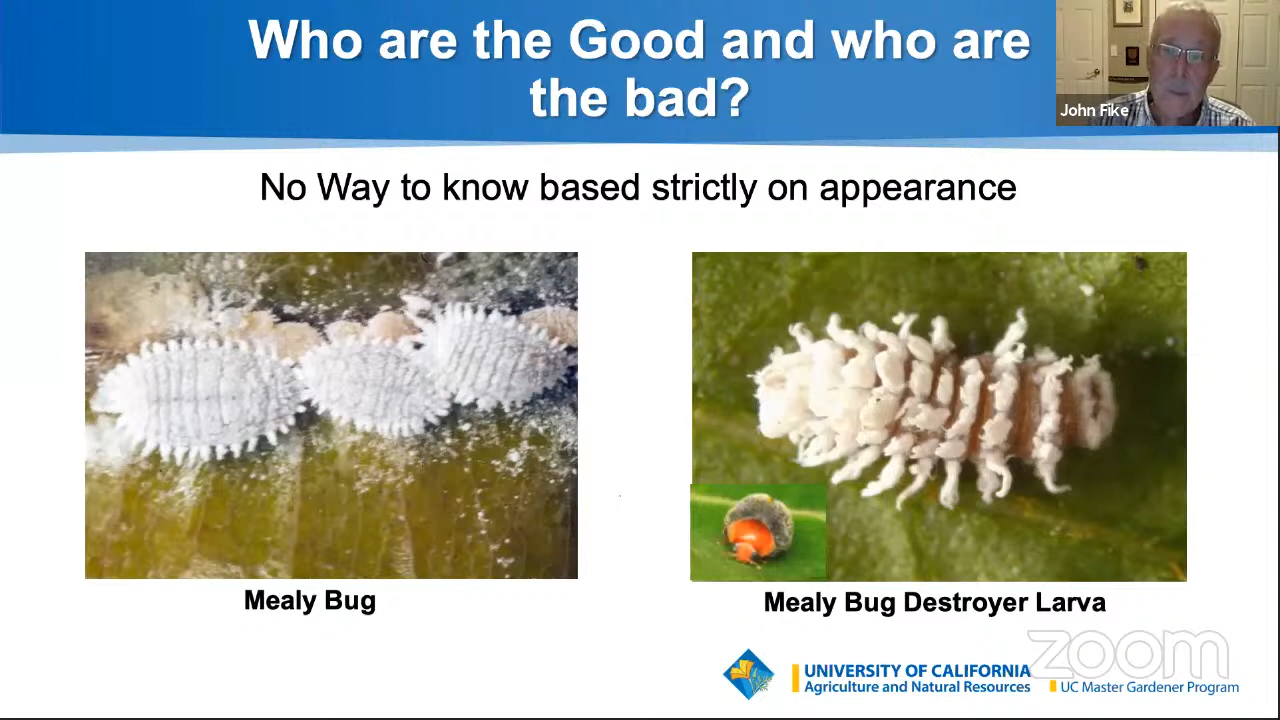 Who are the Good and who are
the bad?
John Fike
No Way to know based strictly on appearance
Mealy Bug
Mealy Bug Destroyer Larva
zoom
UNIVERSITY OF CALIFORNIA
Agriculture and Natural Resources
UC Master Gardener Program